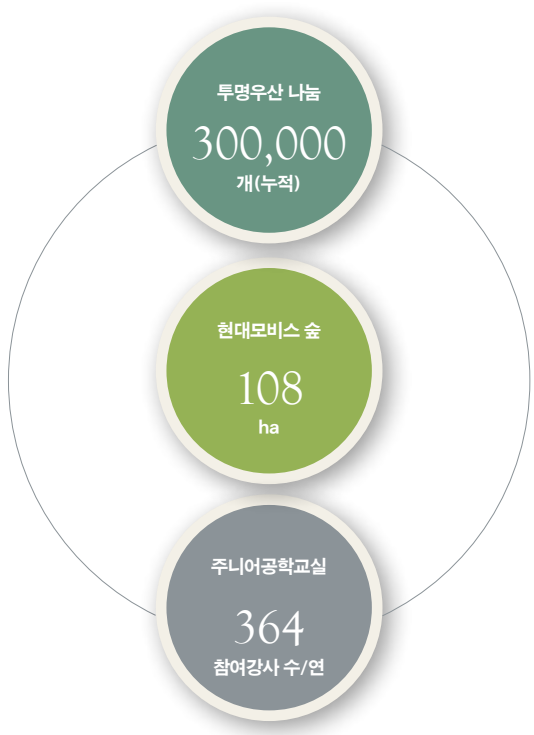 투명우산 나눔
300,000
개(누적)
현대모비스 숲
108
ha
주니어공학교실
364
참여강사 수/연